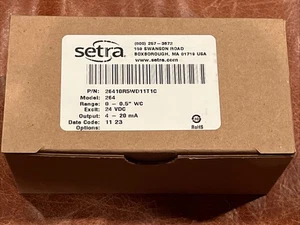 setra
(800) 257-3872
159 SWANSON ROAD
BOXBOROUGH, MA 01719 USA
www.setra.com
P/N: 26410R5WD11T1C
Model: 264
Range: 0 - 0.5" WC
Excit: 24 VDC
Output: 4 - 20 mA
Date Code: 11 23
Options:
RoHS